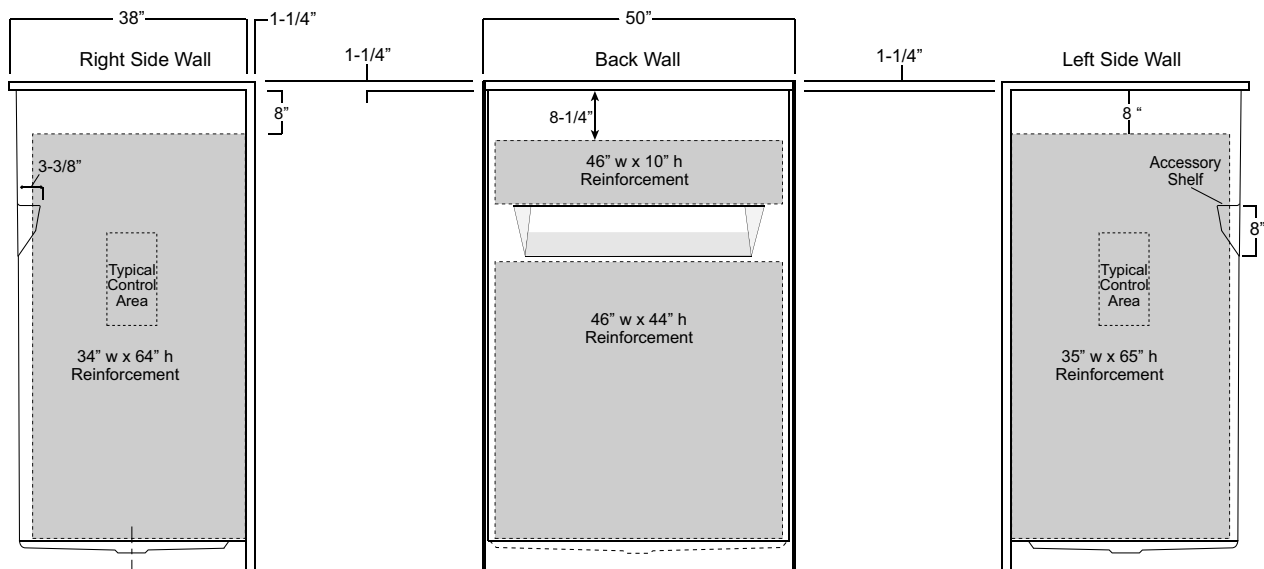 38”
1-1/4”
50”
Right Side Wall
1-1/4”
Back Wall
1-1/4”
Left Side Wall
8”
8-1/4”
8 “
3-3/8”
46” w x 10” h
Reinforcement
Accessory
Shelf
8”
Typical
Control
Area
Typical
Control
Area
46” w x 44” h
Reinforcement
34” w x 64” h
Reinforcement
35” w x 65” h
Reinforcement